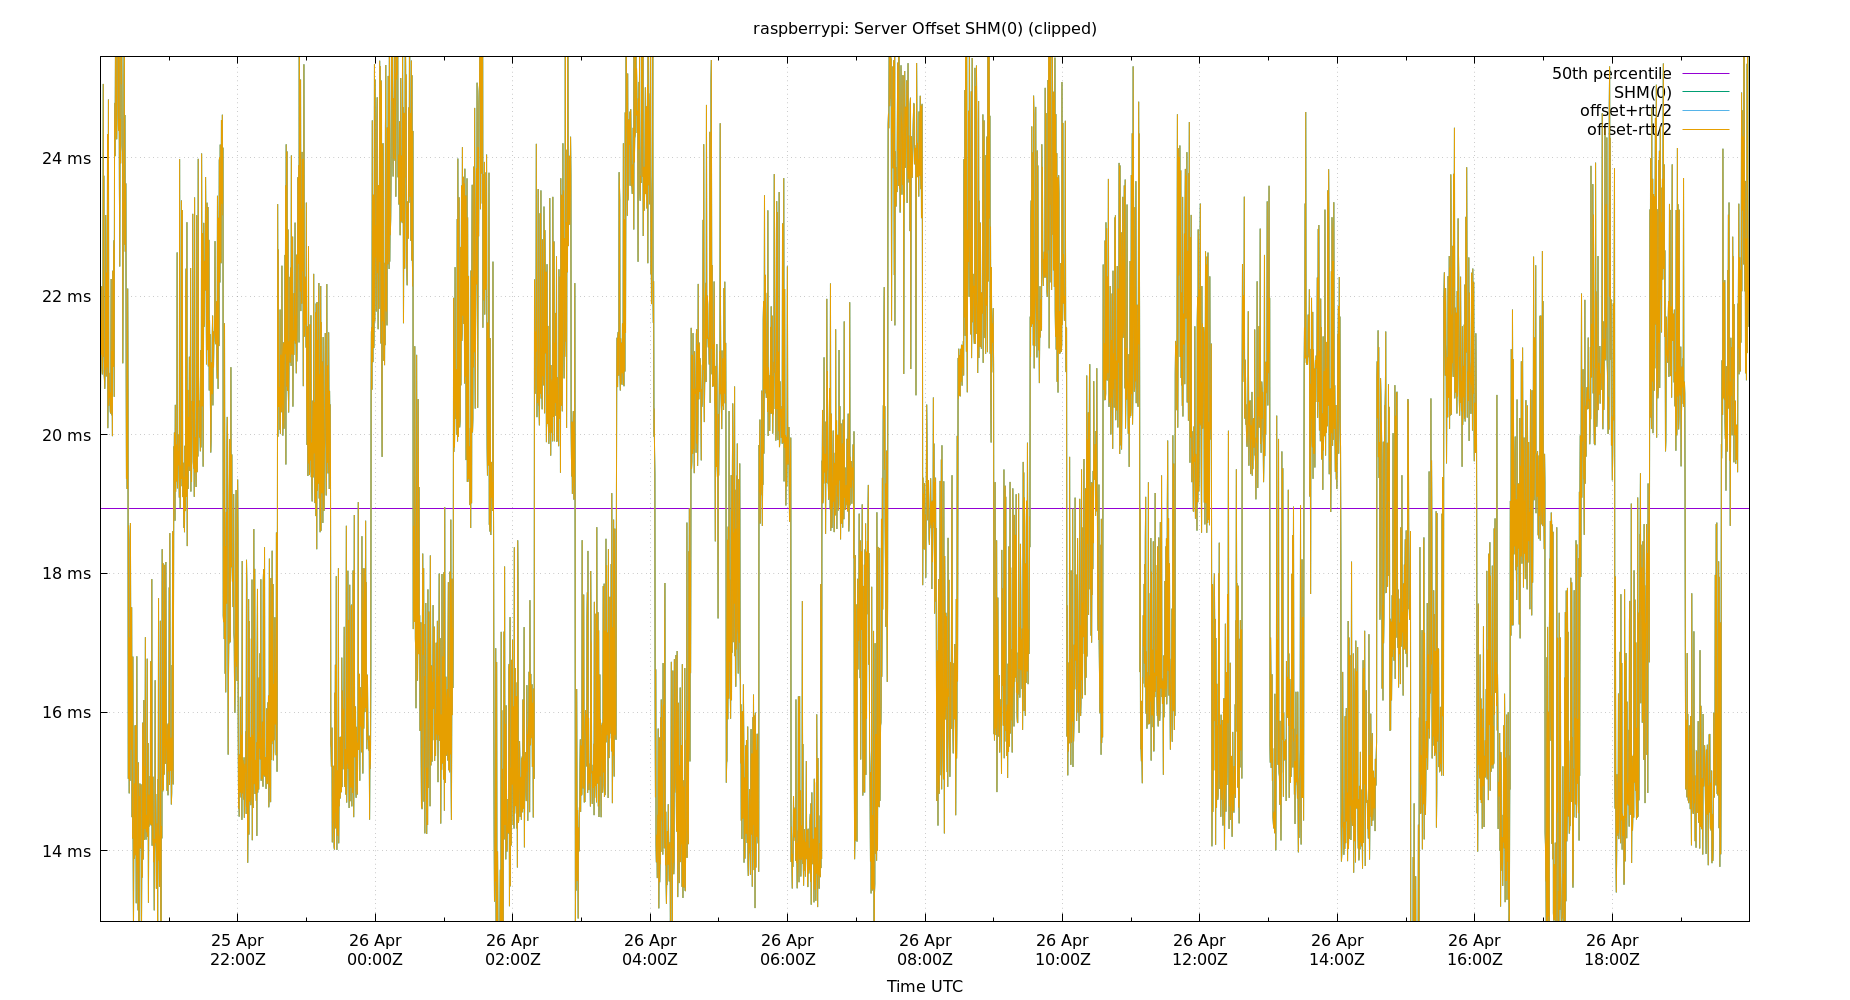 raspberrypi: Server Offset SHM(0) (clipped)
50th percentile
SHM(0)
offset+rtt/2
offset-rtt/2
24 ms
22 ms
20 ms
18 ms
16 ms
14 ms
25 Apr 26 Apr 26 Apr 26 Apr 26 Apr 26 Apr 26 Apr 26 Apr 26 Apr 26 Apr 26 Apr
22:00Z 00:00Z 02:00Z 04:00Z 06:00Z 08:00Z 10:00Z 12:00Z 14:00Z 16:00Z 18:00Z
Time UTC